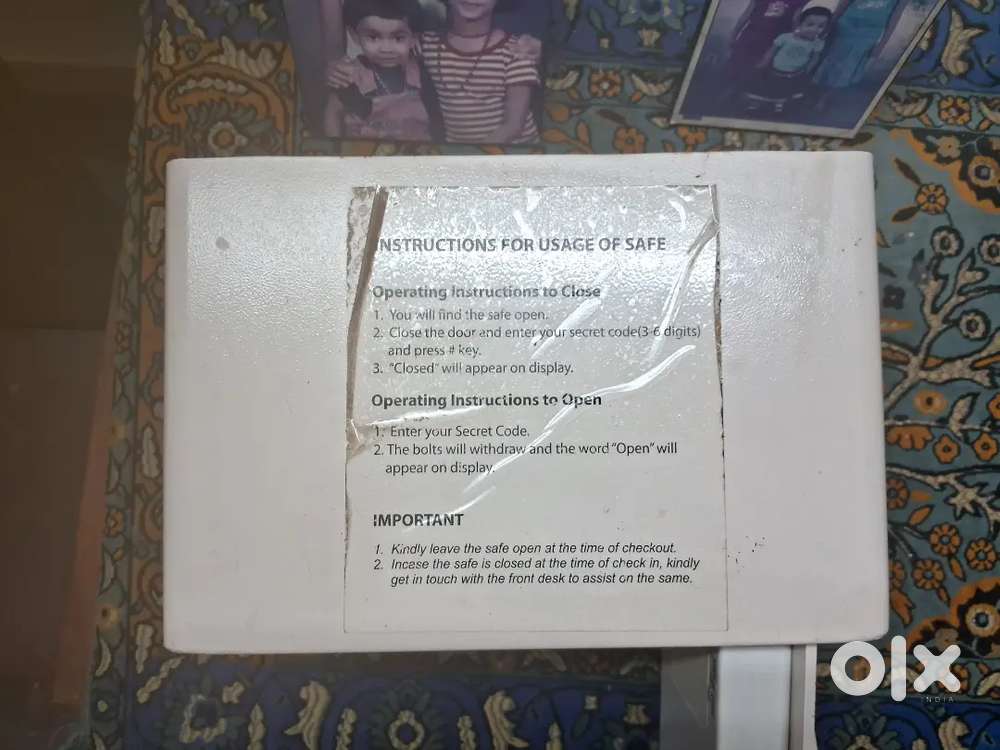 INSTRUCTIONS FOR USAGE OF SAFE
Operating Instructions to Close
1. You will find the safe open.
2. Close the door and enter your secret code(3-6 digits)
and press # key.
3. "Closed" will appear on display.
Operating Instructions to Open
1. Enter your Secret Code.
2. The bolts will withdraw and the word "Open" will
appear on display.
IMPORTANT
1. Kindly leave the safe open at the time of checkout.
2. Incase the safe is closed at the time of check in, kindly
get in touch with the front desk to assist on the same.
olx
INDIA